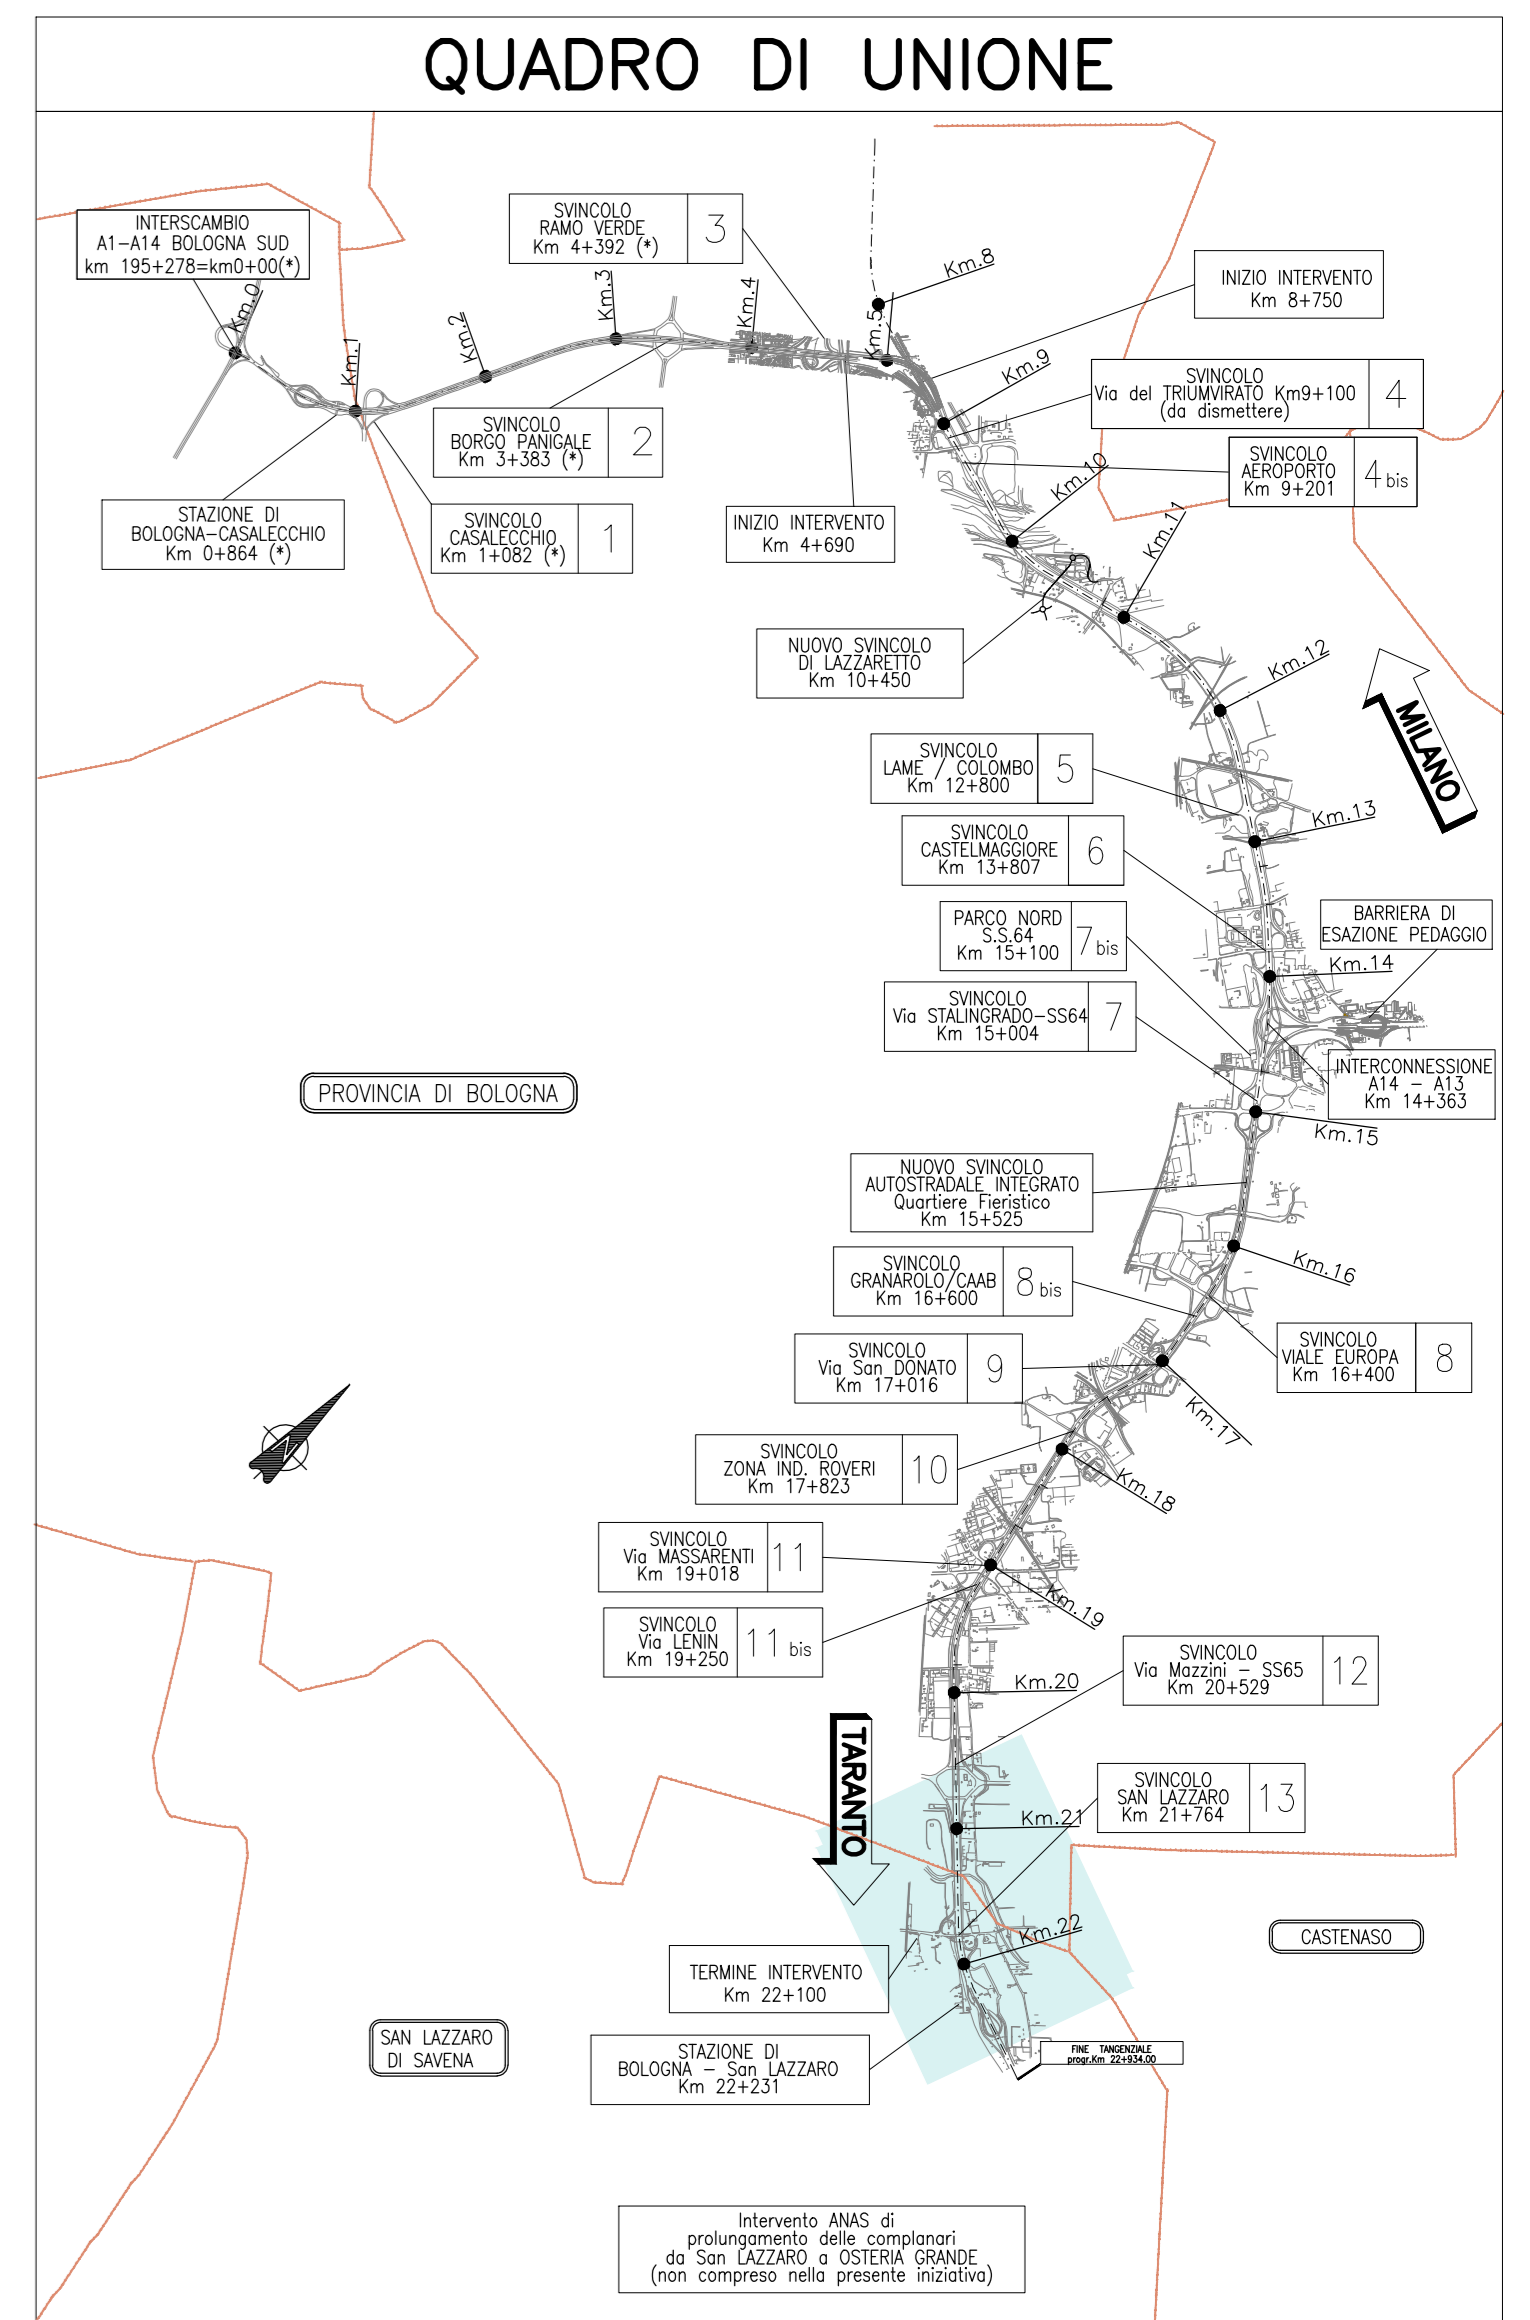 QUADRO DI UNIONE
INTERSCAMBIO
A1-A14 BOLOGNA SUD
km 195+278=km0+00(*)
SVINCOLO
RAMO VERDE
Km 4+392 (*)
3
Km.0
Km.1
Km.2
Km.3
Km.4
Km.5
Km.8
INIZIO INTERVENTO
Km 8+750
Km.9
SVINCOLO
Via del TRIUMVIRATO Km9+100
(da dismettere)
4
SVINCOLO
BORGO PANIGALE
Km 3+383 (*)
2
SVINCOLO
AEROPORTO
Km 9+201
4 bis
Km.10
STAZIONE DI
BOLOGNA-CASALECCHIO
Km 0+864 (*)
SVINCOLO
CASALECCHIO
Km 1+082 (*)
1
INIZIO INTERVENTO
Km 4+690
Km.11
NUOVO SVINCOLO
DI LAZZARETTO
Km 10+450
Km.12
MILANO
SVINCOLO
LAME / COLOMBO
Km 12+800
5
Km.13
SVINCOLO
CASTELMAGGIORE
Km 13+807
6
PARCO NORD
S.S.64
Km 15+100
7 bis
BARRIERA DI
ESAZIONE PEDAGGIO
Km.14
SVINCOLO
Via STALINGRADO-SS64
Km 15+004
7
INTERCONNESSIONE
A14 - A13
Km 14+363
PROVINCIA DI BOLOGNA
Km.15
NUOVO SVINCOLO
AUTOSTRADALE INTEGRATO
Quartiere Fieristico
Km 15+525
Km.16
SVINCOLO
GRANAROLO/CAAB
Km 16+600
8 bis
SVINCOLO
VIALE EUROPA
Km 16+400
8
SVINCOLO
Via San DONATO
Km 17+016
9
Km.17
SVINCOLO
ZONA IND. ROVERI
Km 17+823
10
Km.18
SVINCOLO
Via MASSARENTI
Km 19+018
11
Km.19
SVINCOLO
Via LENIN
Km 19+250
11 bis
SVINCOLO
Via Mazzini - SS65
Km 20+529
12
Km.20
TARANTO
SVINCOLO
SAN LAZZARO
Km 21+764
13
Km.21
Km.22
CASTENASO
TERMINE INTERVENTO
Km 22+100
SAN LAZZARO
DI SAVENA
STAZIONE DI
BOLOGNA - San LAZZARO
Km 22+231
FINE TANGENZIALE
progr.Km 22+934.00
Intervento ANAS di
prolungamento delle complanari
da San LAZZARO a OSTERIA GRANDE
(non compreso nella presente iniziativa)